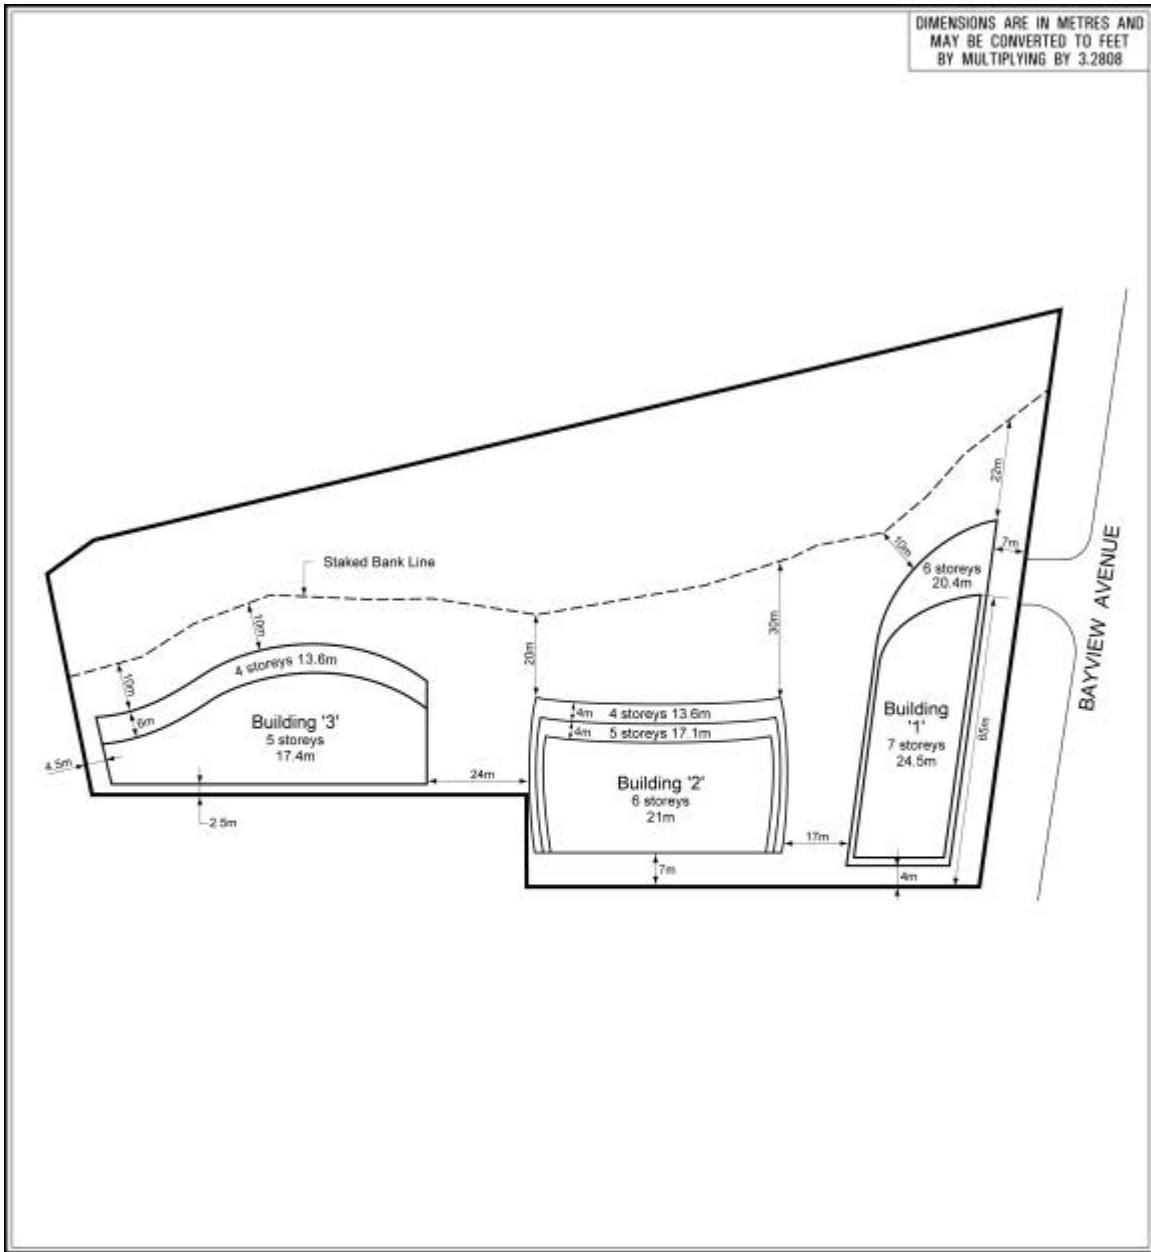 DIMENSIONS ARE IN METRES AND
MAY BE CONVERTED TO FEET
BY MULTIPLYING BY 3.2808
22m
7m
10m
6 storeys
20.4m
BAYVIEW AVENUE
Staked Bank Line
10m
10m
20m
30m
4 storeys 13.6m
6m
Building '3'
5 storeys
17.4m
4.5m
2.5m
24m
4m
4 storeys 13.6m
4m
5 storeys 17.1m
Building '2'
6 storeys
21m
7m
17m
Building
'1'
7 storeys
24.5m
65m
4m